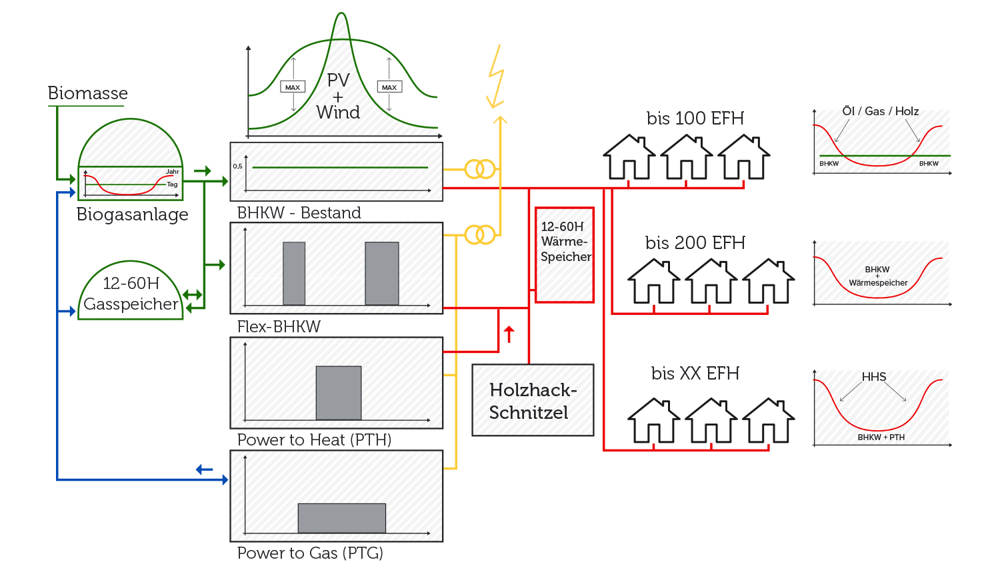 Biomasse
Jahr
Tag
Biogasanlage
12-60H
Gasspeicher
MAX
MAX
PV
+
Wind
0,5
BHKW - Bestand
Flex-BHKW
Power to Heat (PTH)
Power to Gas (PTG)
12-60H
Wärme-
Speicher
Holzhack-
Schnitzel
bis 100 EFH
bis 200 EFH
bis XX EFH
Öl / Gas / Holz
BHKW
BHKW
BHKW
+
Wärmespeicher
HHS
BHKW + PTH